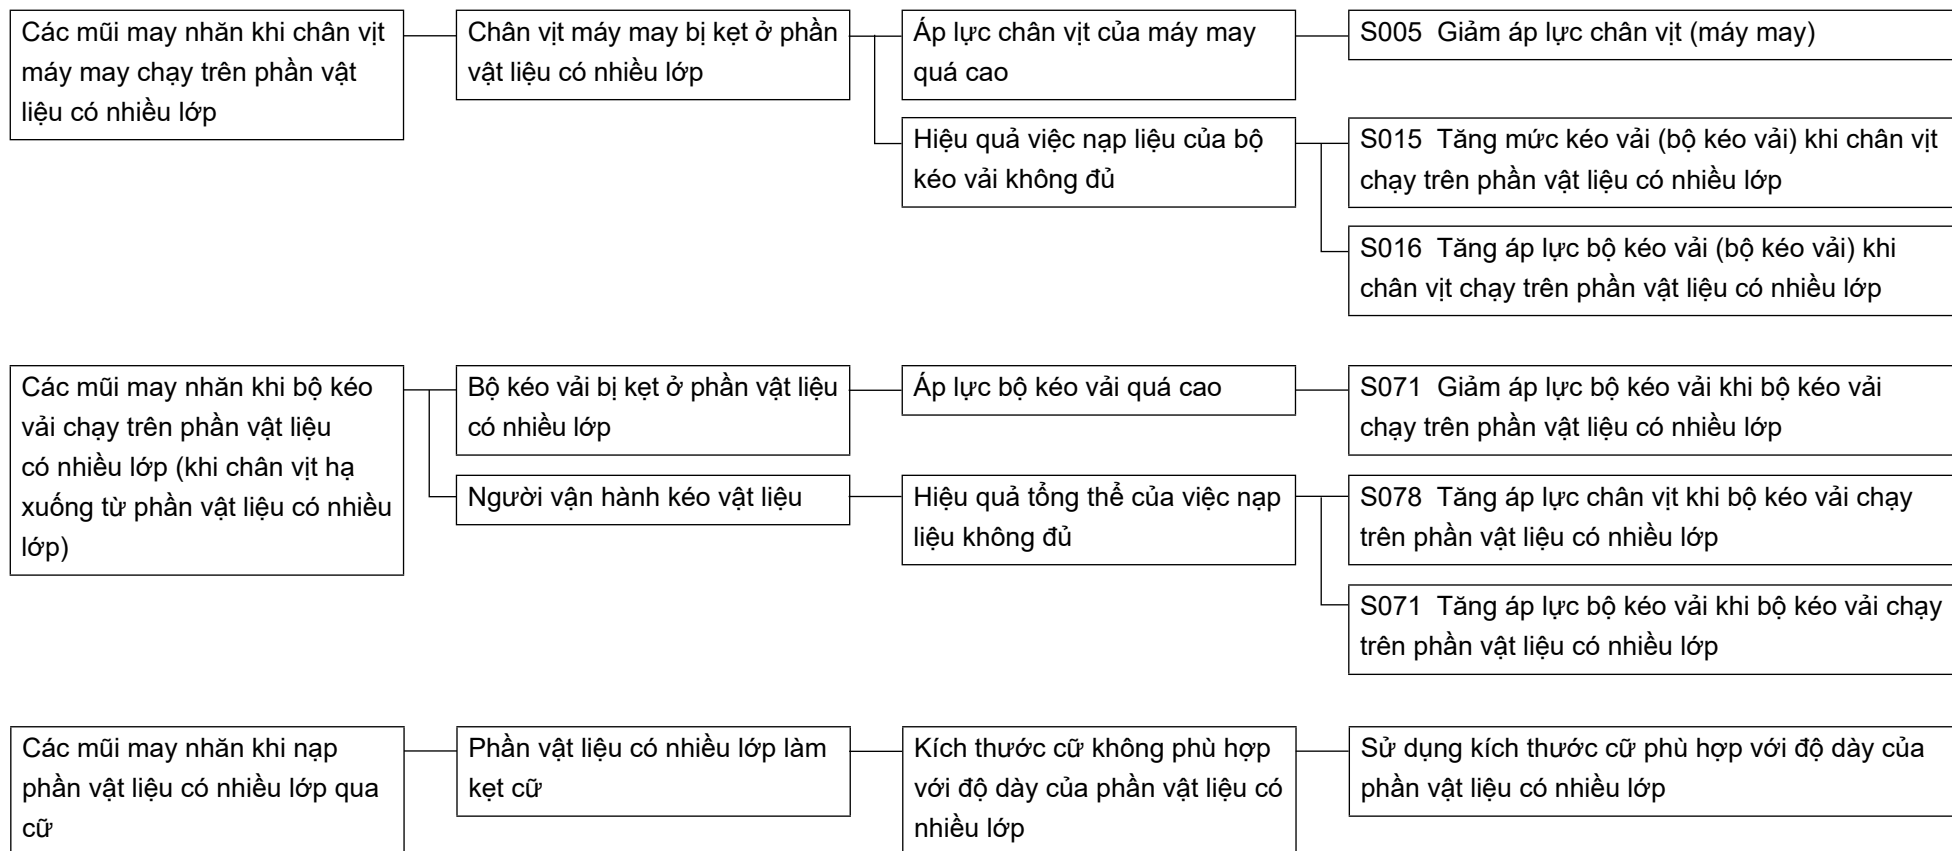 Các mũi may nhăn khi chân vịt
máy may chạy trên phần vật
liệu có nhiều lớp
Chân vịt máy may bị kẹt ở phần
vật liệu có nhiều lớp
Áp lực chân vịt của máy may
quá cao
S005 Giảm áp lực chân vịt (máy may)
Hiệu quả việc nạp liệu của bộ
kéo vải không đủ
S015 Tăng mức kéo vải (bộ kéo vải) khi chân vịt
chạy trên phần vật liệu có nhiều lớp
S016 Tăng áp lực bộ kéo vải (bộ kéo vải) khi
chân vịt chạy trên phần vật liệu có nhiều lớp
Các mũi may nhăn khi bộ kéo
vải chạy trên phần vật liệu
có nhiều lớp (khi chân vịt hạ
xuống từ phần vật liệu có nhiều
lớp)
Bộ kéo vải bị kẹt ở phần vật liệu
có nhiều lớp
Áp lực bộ kéo vải quá cao
S071 Giảm áp lực bộ kéo vải khi bộ kéo vải
chạy trên phần vật liệu có nhiều lớp
Người vận hành kéo vật liệu
Hiệu quả tổng thể của việc nạp
liệu không đủ
S078 Tăng áp lực chân vịt khi bộ kéo vải chạy
trên phần vật liệu có nhiều lớp
S071 Tăng áp lực bộ kéo vải khi bộ kéo vải chạy
trên phần vật liệu có nhiều lớp
Các mũi may nhăn khi nạp
phần vật liệu có nhiều lớp qua
cữ
Phần vật liệu có nhiều lớp làm
kẹt cữ
Kích thước cữ không phù hợp
với độ dày của phần vật liệu có
nhiều lớp
Sử dụng kích thước cữ phù hợp với độ dày của
phần vật liệu có nhiều lớp